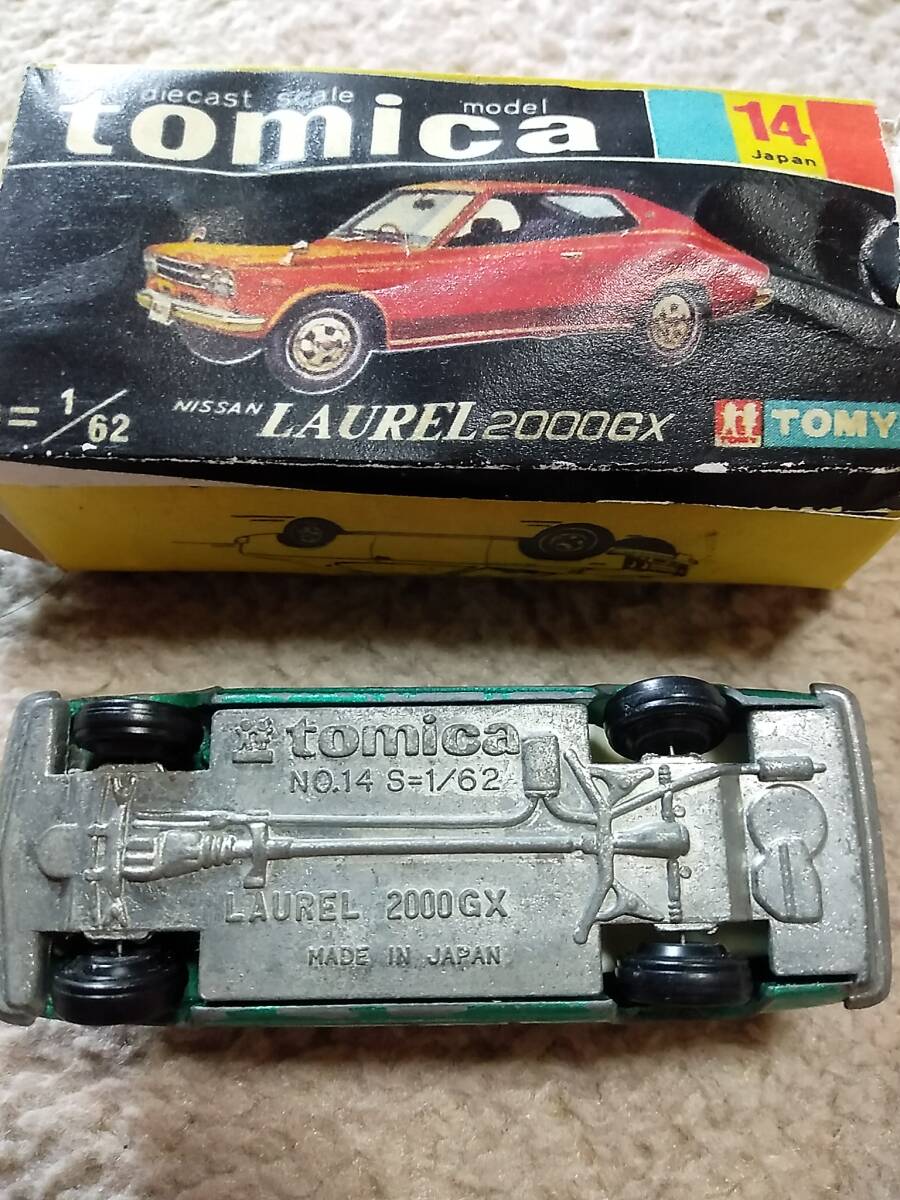 diecast scale model
tomica
14
Japan
S=1/62
NISSAN LAUREL 2000GX
TOMY
TOMY
tomica
NO.14 S=1/62
LAUREL 2000GX
MADE IN JAPAN